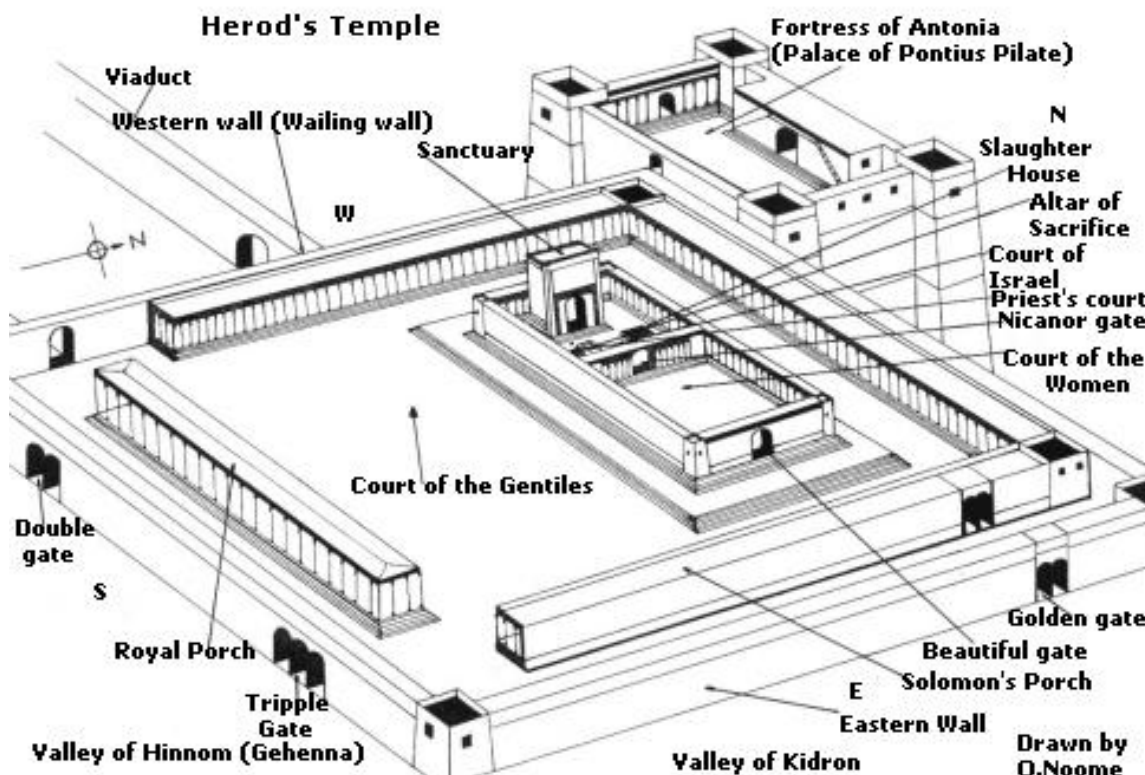 Herod's Temple
Fortress of Antonia
(Palace of Pontius Pilate)
Viaduct
Western wall (Wailing wall)
Sanctuary
N
Slaughter
House
Altar of
Sacrifice
W
N
Court of
Israel
Priest's court
Nicanor gate
Court of the
Women
Court of the Gentiles
Double
gate
S
Royal Porch
Tripple
Gate
Valley of Hinnom (Gehenna)
Golden gate
Beautiful gate
Solomon's Porch
E
Eastern Wall
Valley of Kidron
Drawn by
O.Noome